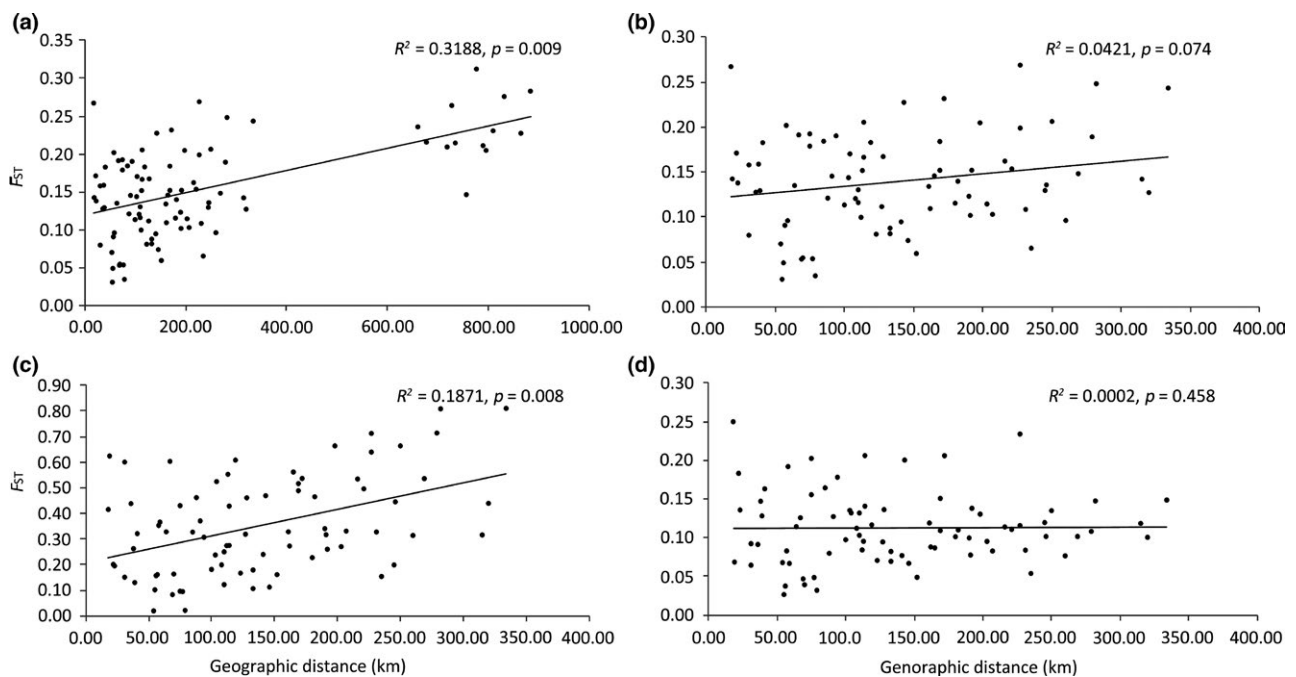 (a)
R² = 0.3188, p = 0.009
0.35
0.30
0.25
0.20
0.15
0.10
0.05
0.00
FST
0.00 200.00 400.00 600.00 800.00 1000.00
(b)
R² = 0.0421, p = 0.074
0.30
0.25
0.20
0.15
0.10
0.05
0.00
0.00 50.00 100.00 150.00 200.00 250.00 300.00 350.00 400.00
(c)
R² = 0.1871, p = 0.008
0.90
0.80
0.70
0.60
0.50
0.40
0.30
0.20
0.10
0.00
FST
0.00 50.00 100.00 150.00 200.00 250.00 300.00 350.00 400.00
Geographic distance (km)
(d)
R² = 0.0002, p = 0.458
0.30
0.25
0.20
0.15
0.10
0.05
0.00
0.00 50.00 100.00 150.00 200.00 250.00 300.00 350.00 400.00
Genoraphic distance (km)